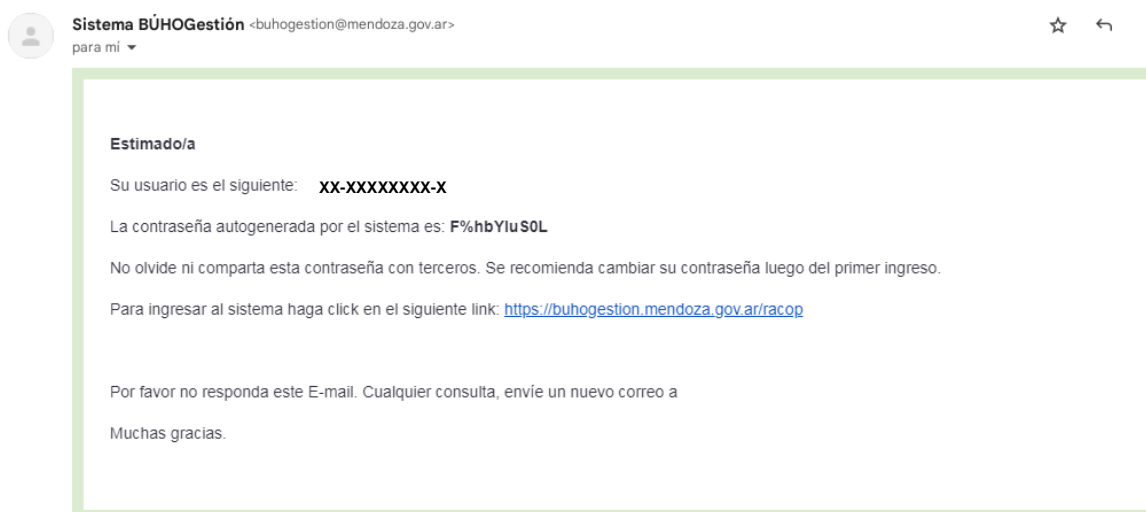 Sistema BÚHOGestión <buhogestion@mendoza.gov.ar>
para mí
Estimado/a
Su usuario es el siguiente: XX-XXXXXXXX-X
La contraseña autogenerada por el sistema es: F%hbYIuS0L
No olvide ni comparta esta contraseña con terceros. Se recomienda cambiar su contraseña luego del primer ingreso.
Para ingresar al sistema haga click en el siguiente link: https://buhogestion.mendoza.gov.ar/racop
Por favor no responda este E-mail. Cualquier consulta, envíe un nuevo correo a
Muchas gracias.